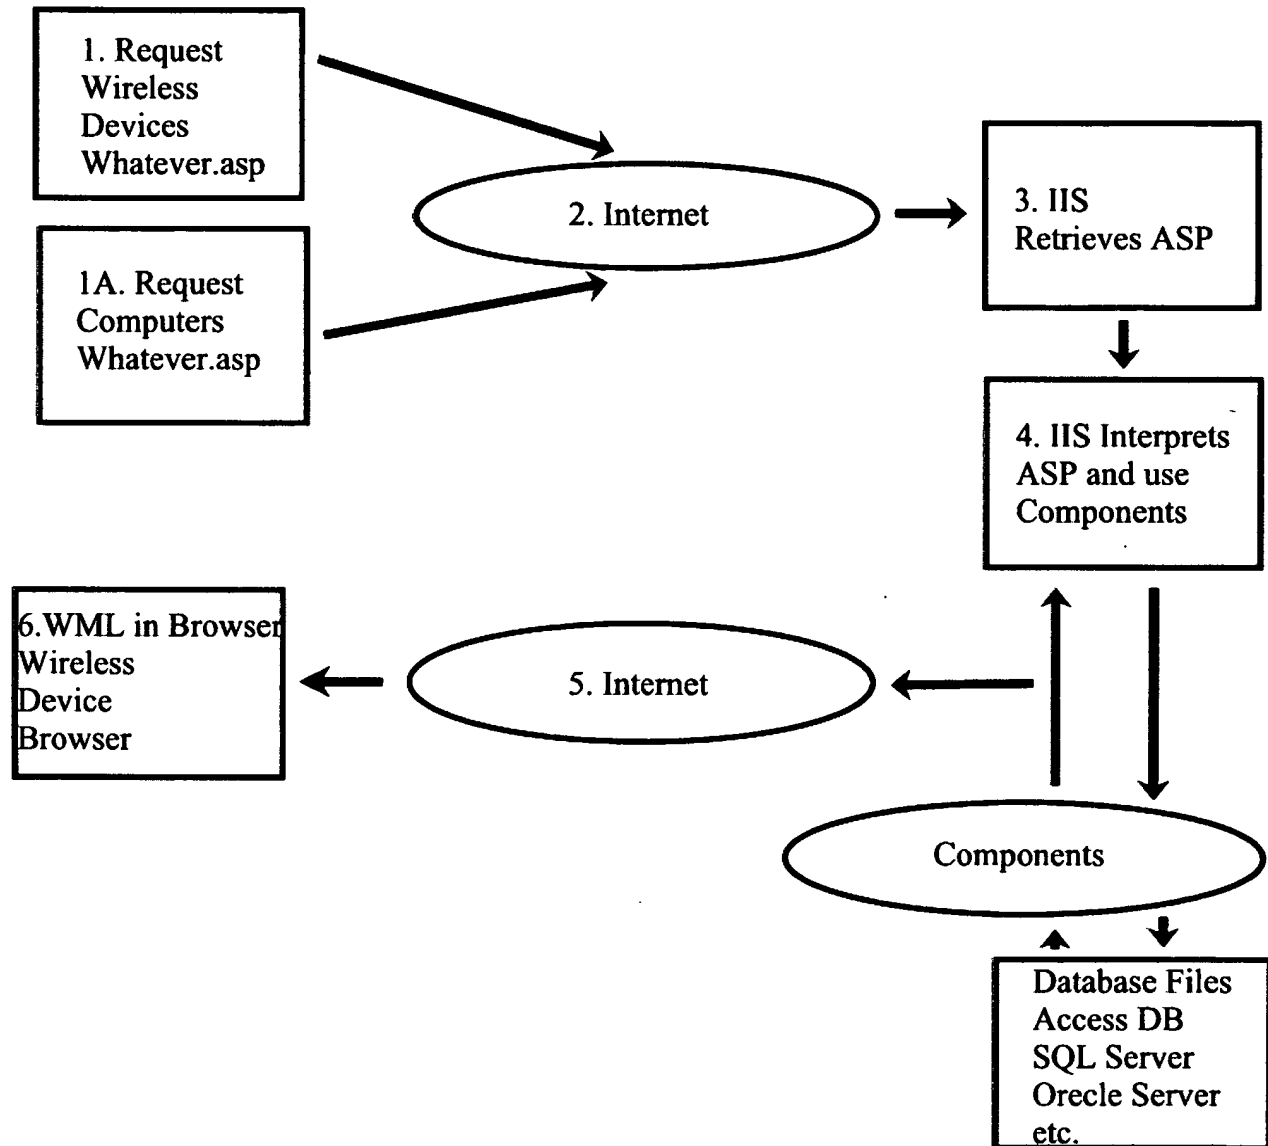 1. Request
Wireless
Devices
Whatever.asp
1A. Request
Computers
Whatever.asp
2. Internet
3. IIS
Retrieves ASP
4. IIS Interprets
ASP and use
Components
5. Internet
6.WML in Browser
Wireless
Device
Browser
Components
Database Files
Access DB
SQL Server
Orecle Server
etc.